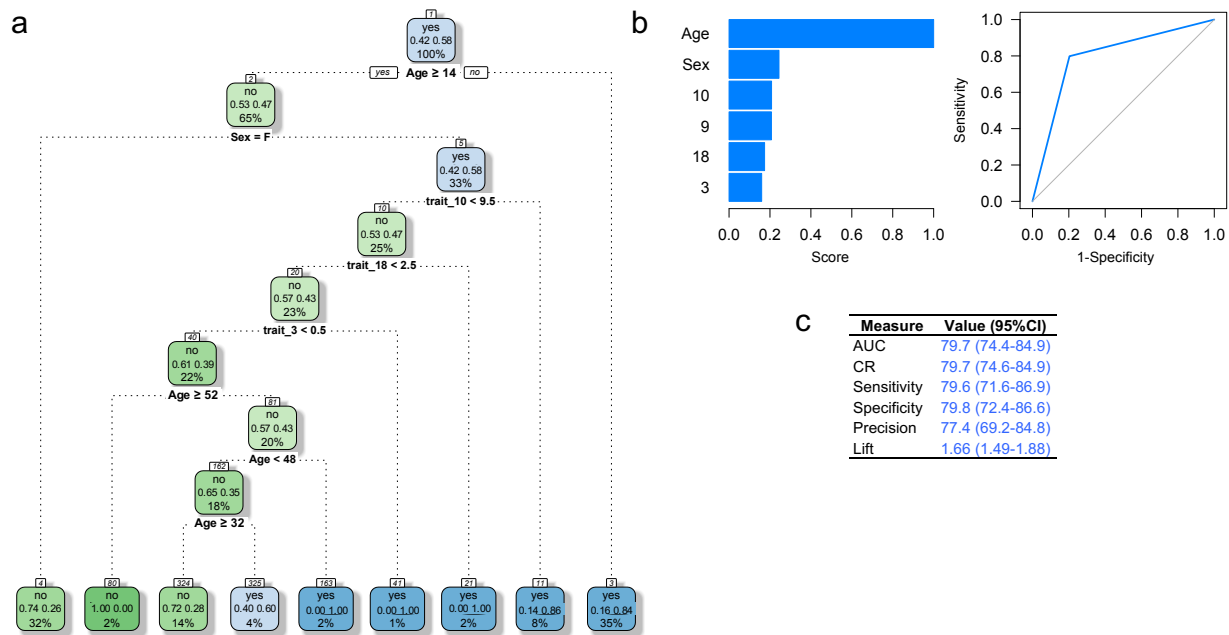 a
1
yes
0.42 0.58
100%
yes Age ≥ 14 no
2
no
0.53 0.47
65%
Sex = F
5
yes
0.42 0.58
33%
trait_10 < 9.5
10
no
0.53 0.47
25%
trait_18 < 2.5
20
no
0.57 0.43
23%
trait_3 < 0.5
40
no
0.61 0.39
22%
Age ≥ 52
81
no
0.57 0.43
20%
Age < 48
162
no
0.65 0.35
18%
Age ≥ 32
4
no
0.74 0.26
32%
80
no
1.00 0.00
2%
324
no
0.72 0.28
14%
325
yes
0.40 0.60
4%
163
yes
0.00 1.00
2%
41
yes
0.00 1.00
1%
21
yes
0.00 1.00
2%
11
yes
0.14 0.86
8%
3
yes
0.16 0.84
35%
b
Age
Sex
10
9
18
3
0.0 0.2 0.4 0.6 0.8 1.0
Score
Sensitivity
1.0
0.8
0.6
0.4
0.2
0.0
0.0 0.2 0.4 0.6 0.8 1.0
1-Specificity
c
Measure Value (95%CI)
AUC 79.7 (74.4-84.9)
CR 79.7 (74.6-84.9)
Sensitivity 79.6 (71.6-86.9)
Specificity 79.8 (72.4-86.6)
Precision 77.4 (69.2-84.8)
Lift 1.66 (1.49-1.88)